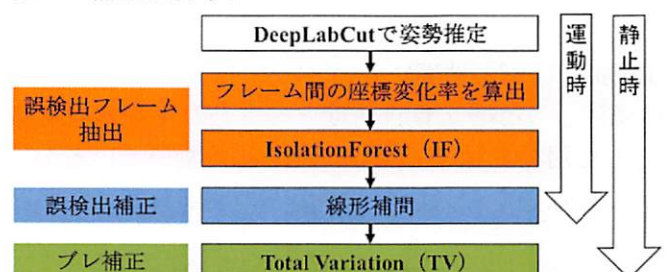 DeepLabCutで姿勢推定
フレーム間の座標変化率を算出
誤検出フレーム
抽出
IsolationForest（IF）
誤検出補正
線形補間
ブレ補正
Total Variation（TV）
運動時
静止時